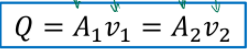 Q = A₁v₁ = A₂v₂